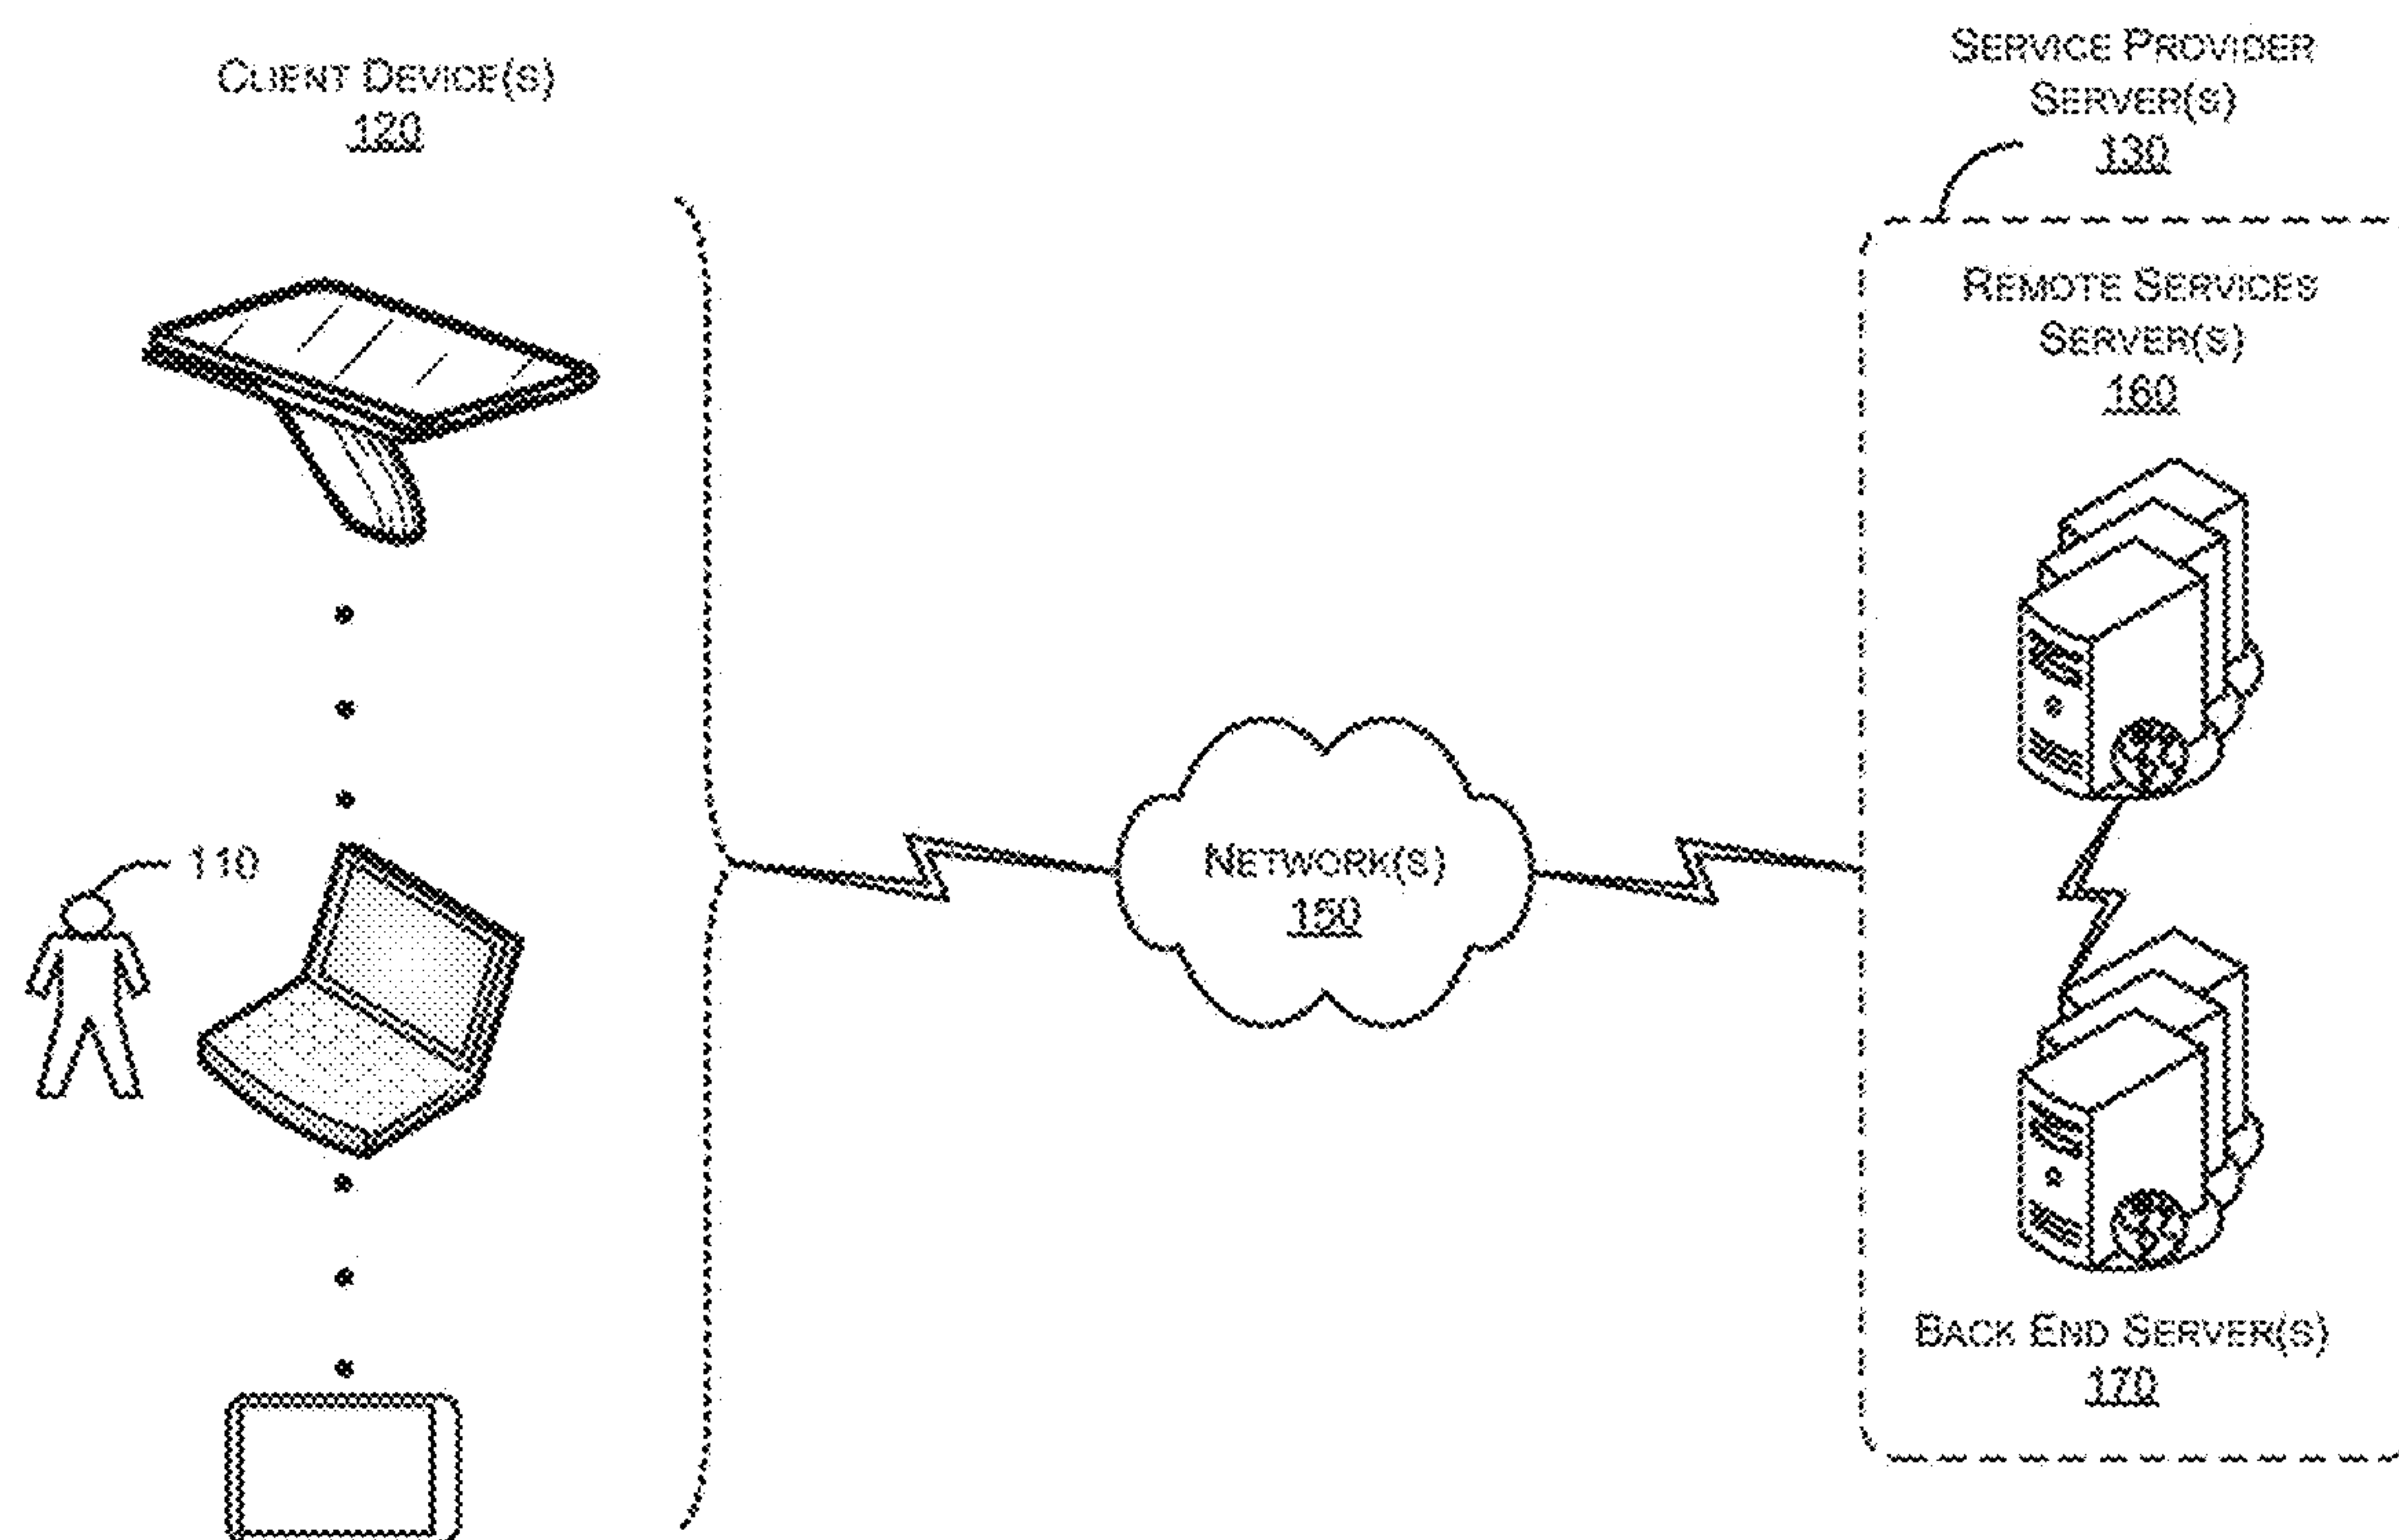 CLIENT DEVICE(S)
120
SERVICE PROVIDER
SERVER(S)
130
REMOTE SERVICES
SERVER(S)
160
110
NETWORK(S)
150
BACK END SERVER(S)
170